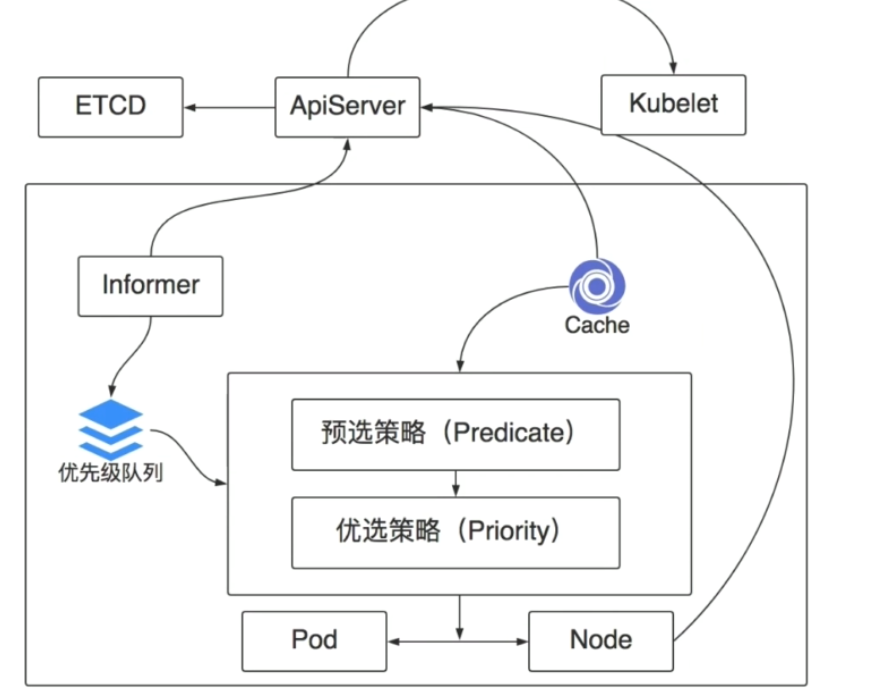 ETCD
ApiServer
Kubelet
Informer
Cache
优先级队列
预选策略（Predicate）
优选策略（Priority）
Pod
Node